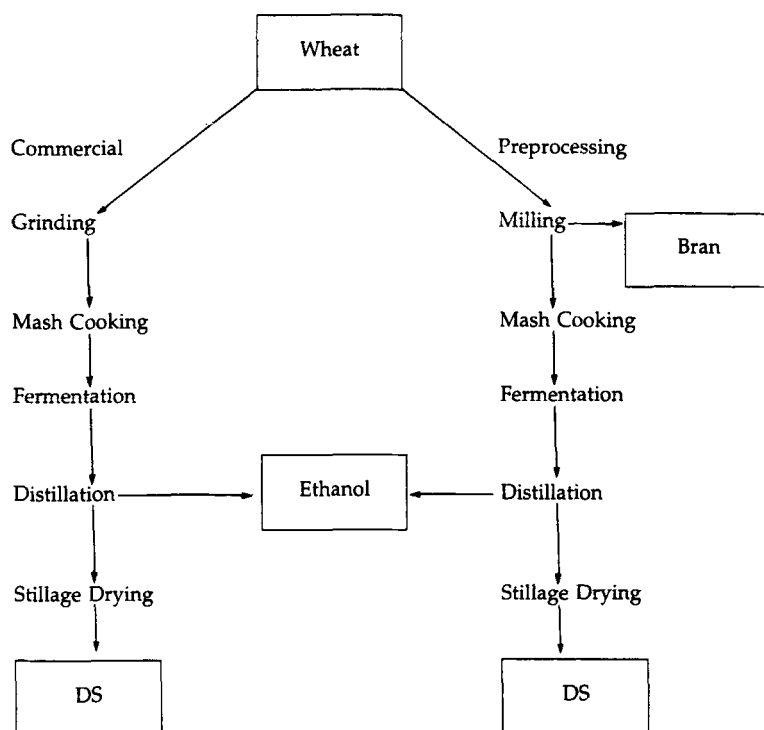 Wheat
Commercial
Preprocessing
Grinding
Milling
Bran
Mash Cooking
Mash Cooking
Fermentation
Fermentation
Distillation
Ethanol
Distillation
Stillage Drying
Stillage Drying
DS
DS